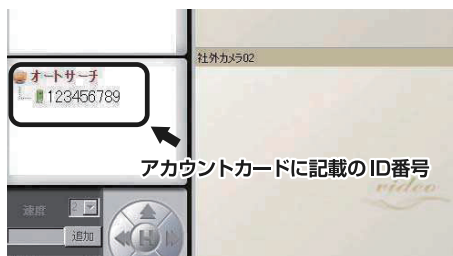 社外カメラ02
オートサーチ
123456789
アカウントカードに記載のID番号
video
速度 2
追加
H